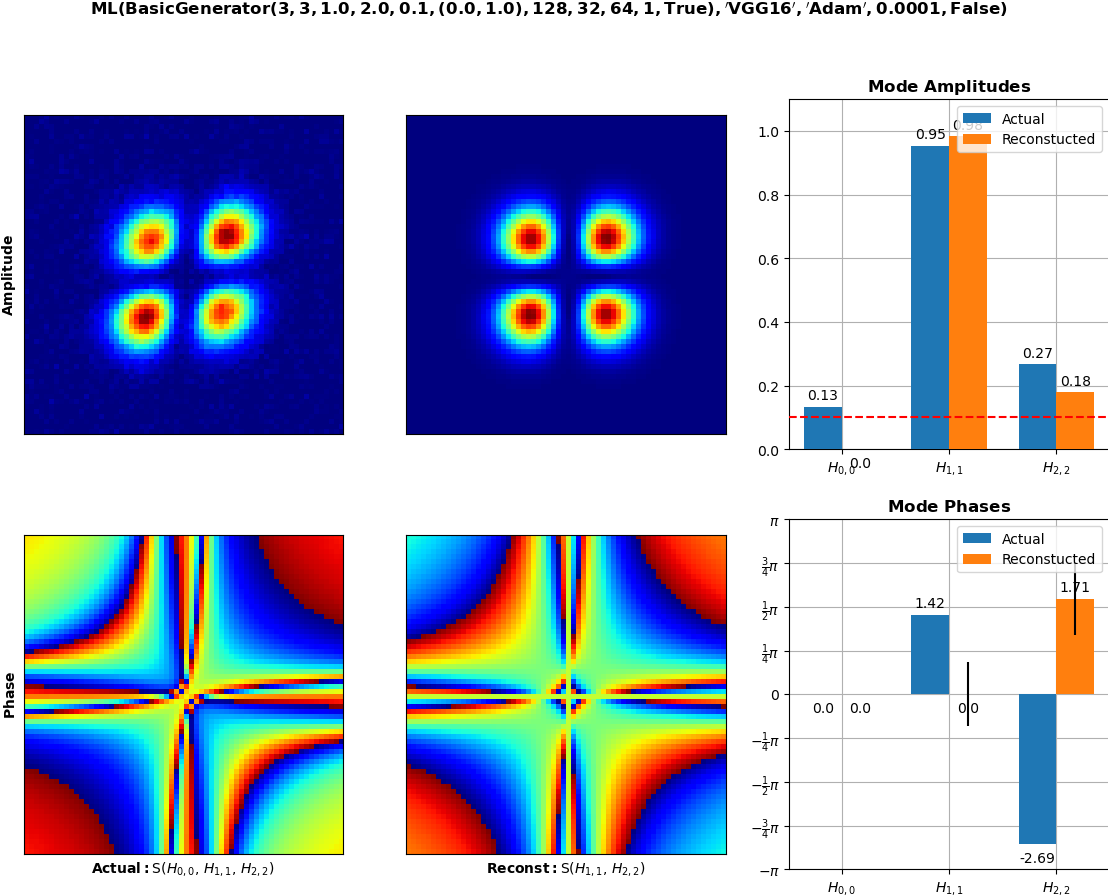 ML(BasicGenerator(3, 3, 1.0, 2.0, 0.1, (0.0, 1.0), 128, 32, 64, 1, True), 'VGG16', 'Adam', 0.0001, False)
Mode Amplitudes
Amplitude
Actual
Reconstucted
1.0
0.8
0.6
0.4
0.2
0.0
0.13
0.0
0.95
0.98
0.27
0.18
H0,0
H1,1
H2,2
Mode Phases
Phase
Actual
Reconstucted
π
3/4π
1/2π
1/4π
0
−1/4π
−1/2π
−3/4π
−π
0.0
0.0
1.42
0.0
-2.69
1.71
H0,0
H1,1
H2,2
Actual: S(H0,0, H1,1, H2,2)
Reconst: S(H1,1, H2,2)